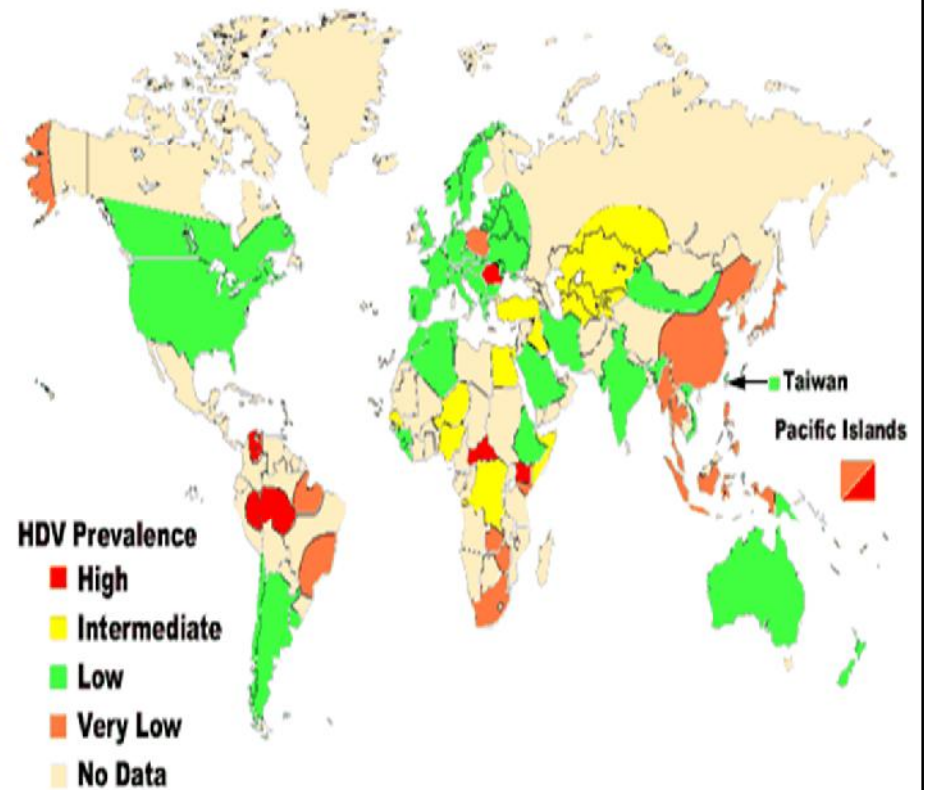 Taiwan
Pacific Islands
HDV Prevalence
High
Intermediate
Low
Very Low
No Data